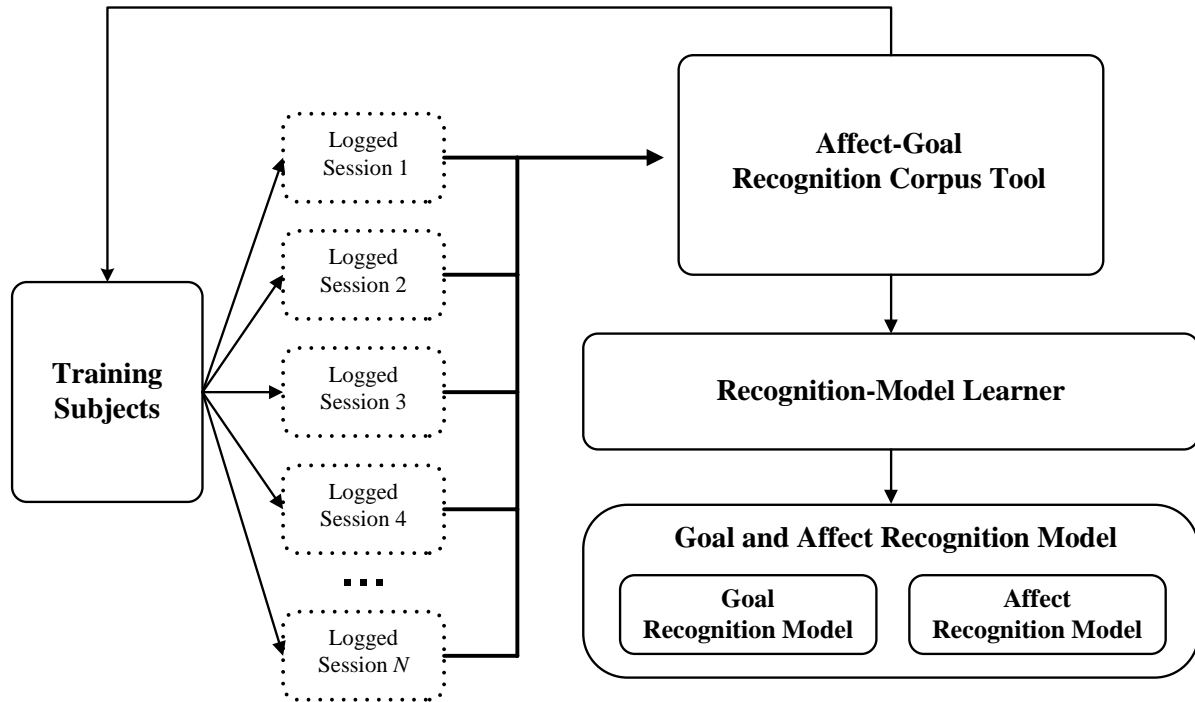 Training
Subjects
Logged
Session 1
Logged
Session 2
Logged
Session 3
Logged
Session 4
...
Logged
Session N
Affect-Goal
Recognition Corpus Tool
Recognition-Model Learner
Goal and Affect Recognition Model
Goal
Recognition Model
Affect
Recognition Model